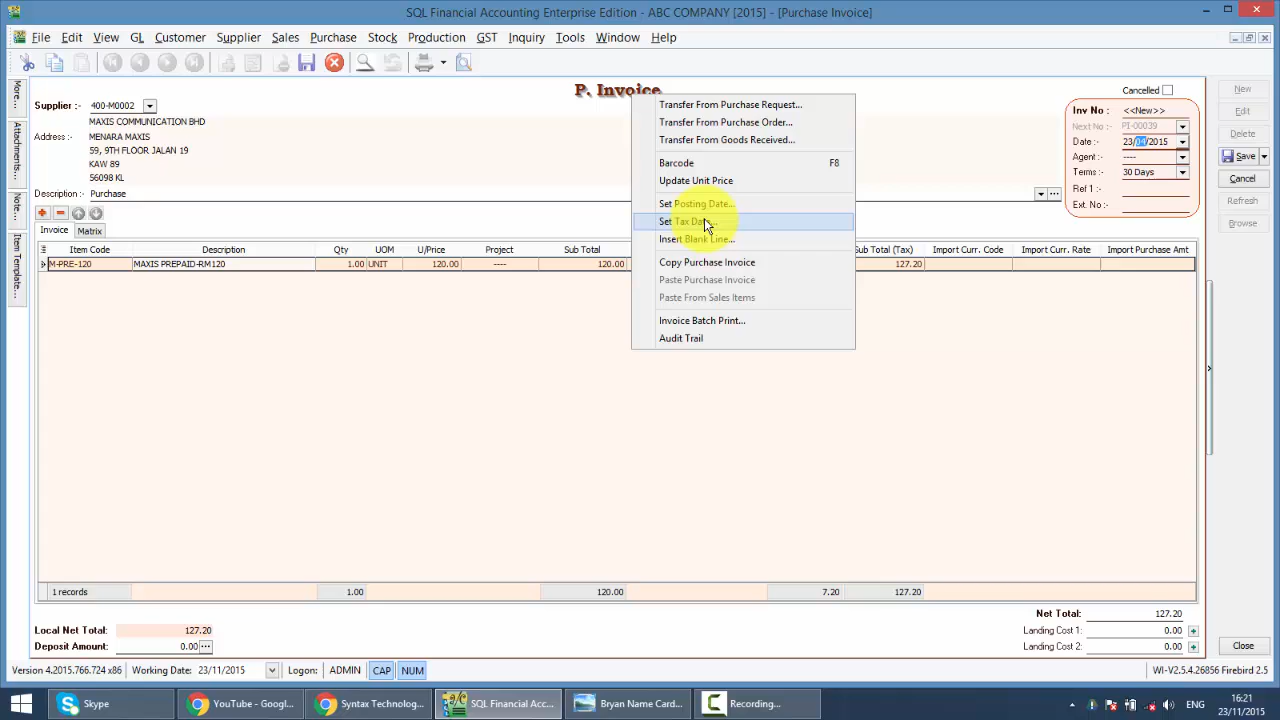 SQL Financial Accounting Enterprise Edition - ABC COMPANY [2015] - [Purchase Invoice]
File Edit View GL Customer Supplier Sales Purchase Stock Production GST Inquiry Tools Window Help
P. Invoice
Supplier :- 400-M0002
MAXIS COMMUNICATION BHD
Address :- MENARA MAXIS
59, 9TH FLOOR JALAN 19
KAW 89
56098 KL
Description :- Purchase
Cancelled
Inv No : <<New>>
Next No :- PI-00039
Date :- 23/04/2015
Agent :- ----
Terms : 30 Days
Ref 1 :-
Ext. No :-
New
Edit
Delete
Save
Cancel
Refresh
Browse
More...
Attachments...
Note...
Item Template...
Transfer From Purchase Request...
Transfer From Purchase Order...
Transfer From Goods Received...
Barcode F8
Update Unit Price
Set Posting Date...
Set Tax Date...
Insert Blank Line...
Copy Purchase Invoice
Paste Purchase Invoice
Paste From Sales Items
Invoice Batch Print...
Audit Trail
Invoice Matrix
Item Code Description Qty UOM U/Price Project Sub Total Sub Total (Tax) Import Curr. Code Import Curr. Rate Import Purchase Amt
M-PRE-120 MAXIS PREPAID-RM120 1.00 UNIT 120.00 ---- 120.00 127.20
1 records 1.00 120.00 7.20 127.20
Local Net Total: 127.20
Deposit Amount: 0.00
Net Total: 127.20
Landing Cost 1: 0.00
Landing Cost 2: 0.00
Close
Version 4.2015.766.724 x86 Working Date: 23/11/2015 Logon: ADMIN CAP NUM WI-V2.5.4.26856 Firebird 2.5
Skype YouTube - Googl... Syntax Technolog... SQL Financial Acc... Bryan Name Card... Recording... ENG
16:21
23/11/2015